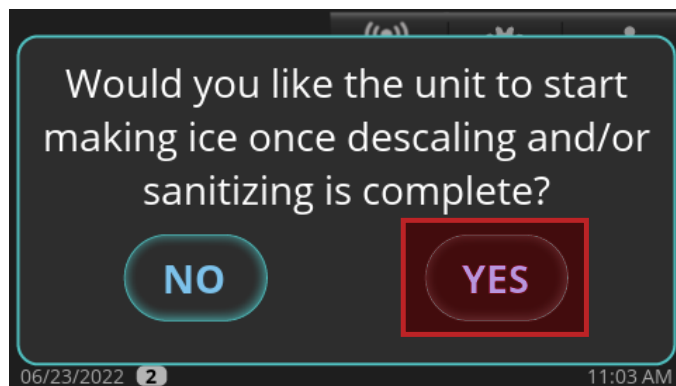 Would you like the unit to start
making ice once descaling and/or
sanitizing is complete?
NO YES
06/23/2022 2 11:03 AM